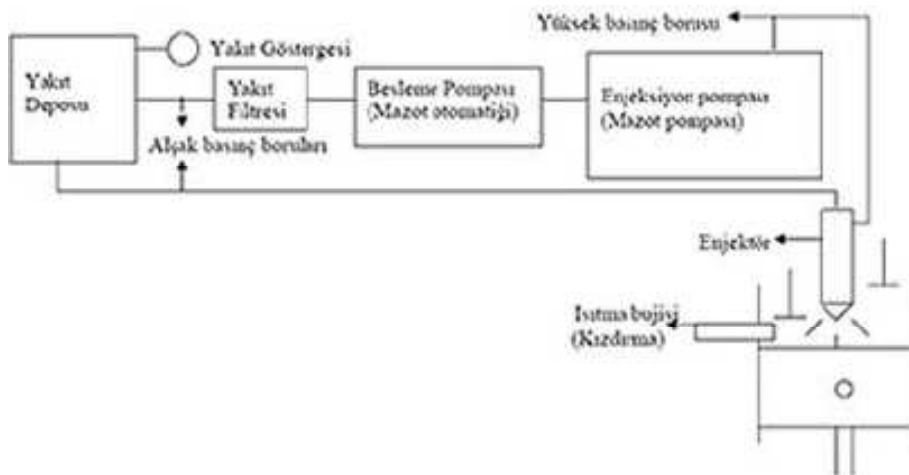 Yüksek basınç borusu
Yakıt Göstergesi
Yakıt
Deposu
Yakıt
Filtresi
Besleme Pompası
(Mazot otomatiği)
Enjeksiyon pompası
(Mazot pompası)
Alçak basınç boruları
Enjektör
Isıtma bujisi
(Kızdırma)